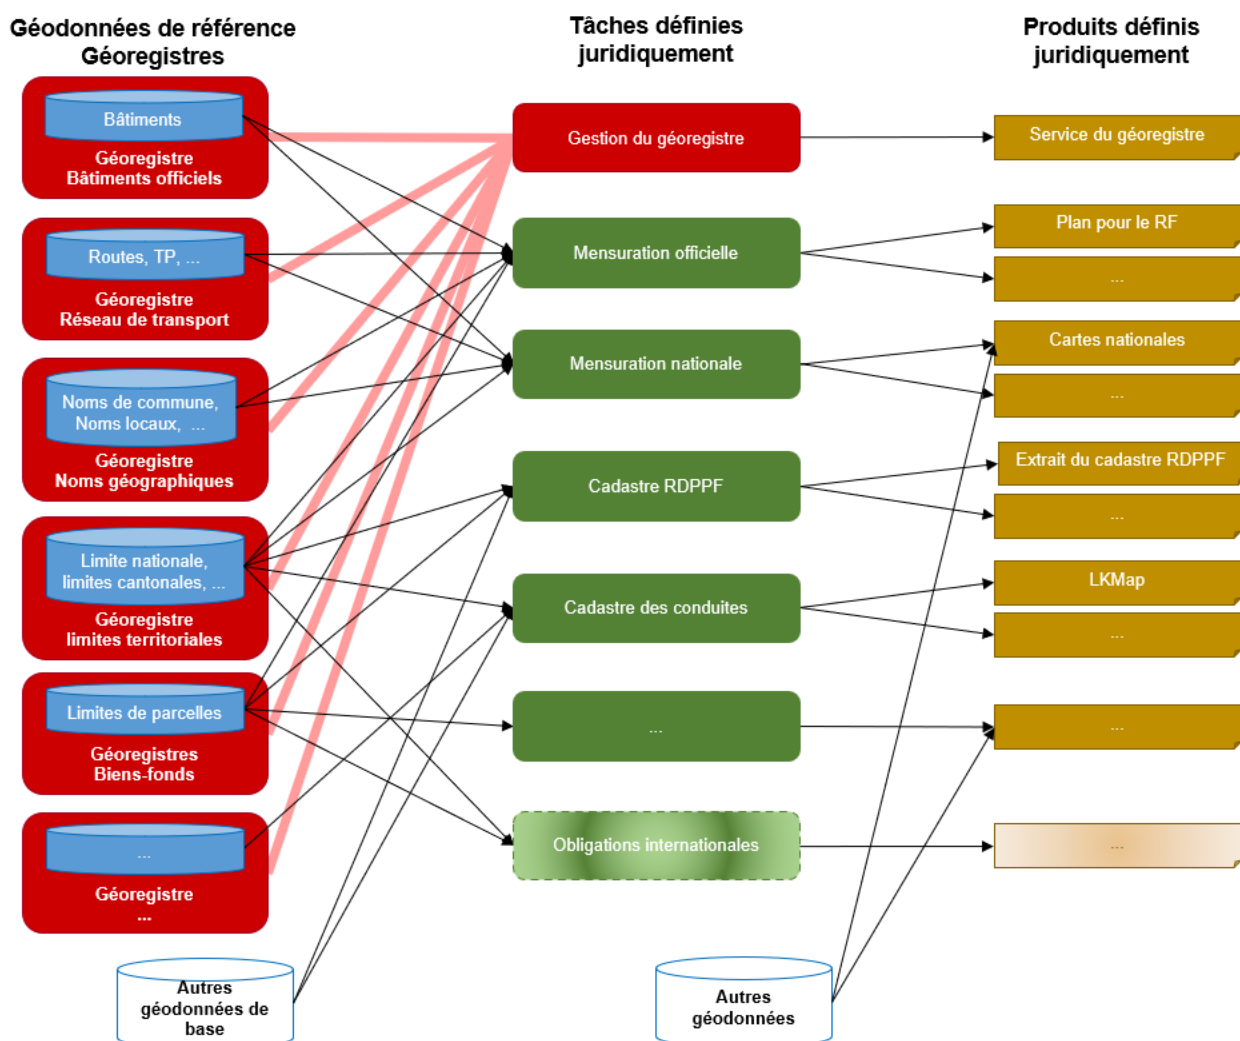 Géodonnées de référence
Géoregistres
Tâches définies
juridiquement
Produits définis
juridiquement
Bâtiments
Géoregistre
Bâtiments officiels
Routes, TP, ...
Géoregistre
Réseau de transport
Noms de commune,
Noms locaux, ...
Géoregistre
Noms géographiques
Limite nationale,
limites cantonales, ...
Géoregistre
limites territoriales
Limites de parcelles
Géoregistres
Biens-fonds
...
Géoregistre
...
Autres
géodonnées de
base
Gestion du géoregistre
Mensuration officielle
Mensuration nationale
Cadastre RDPPF
Cadastre des conduites
...
Obligations internationales
Autres
géodonnées
Service du géoregistre
Plan pour le RF
...
Cartes nationales
...
Extrait du cadastre RDPPF
...
LKMap
...
...
...